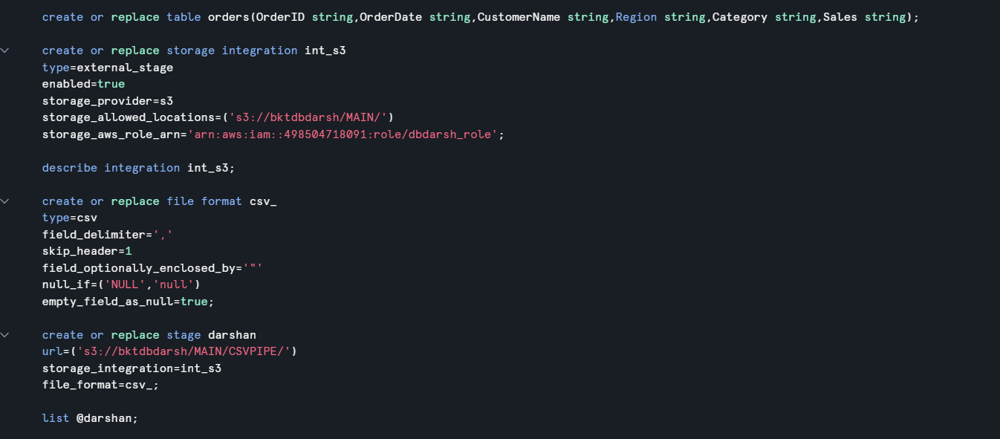 create or replace table orders(OrderID string,OrderDate string,CustomerName string,Region string,Category string,Sales string);
create or replace storage integration int_s3
type=external_stage
enabled=true
storage_provider=s3
storage_allowed_locations=('s3://bktdbdarsh/MAIN/')
storage_aws_role_arn='arn:aws:iam::498504718091:role/dbdarsh_role';
describe integration int_s3;
create or replace file format csv_
type=csv
field_delimiter=','
skip_header=1
field_optionally_enclosed_by='"'
null_if=('NULL','null')
empty_field_as_null=true;
create or replace stage darshan
url=('s3://bktdbdarsh/MAIN/CSVPIPE/')
storage_integration=int_s3
file_format=csv_;
list @darshan;